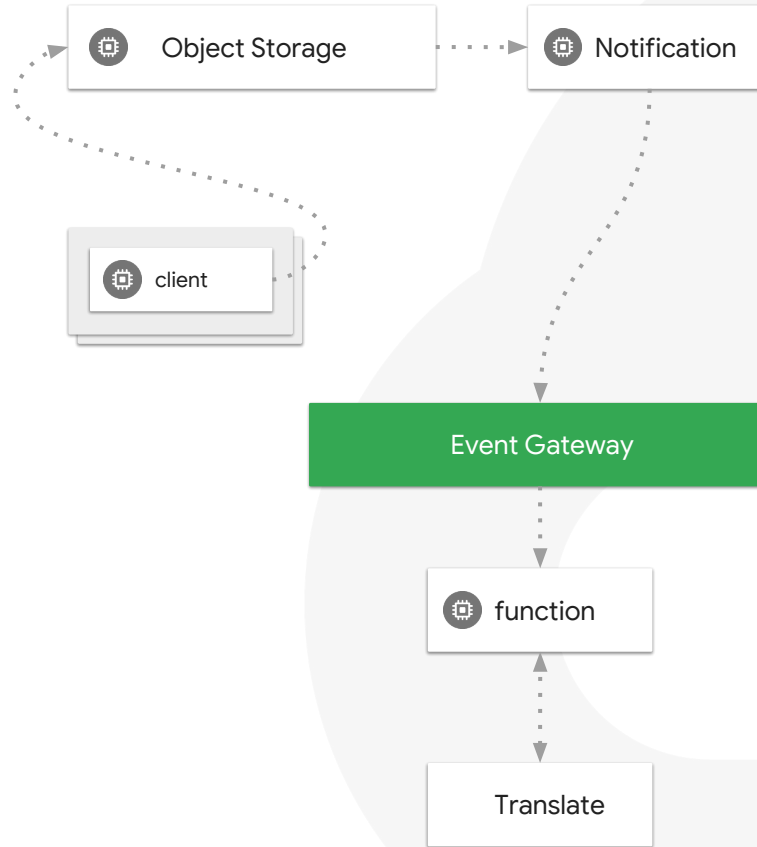 Object Storage
Notification
client
Event Gateway
function
Translate